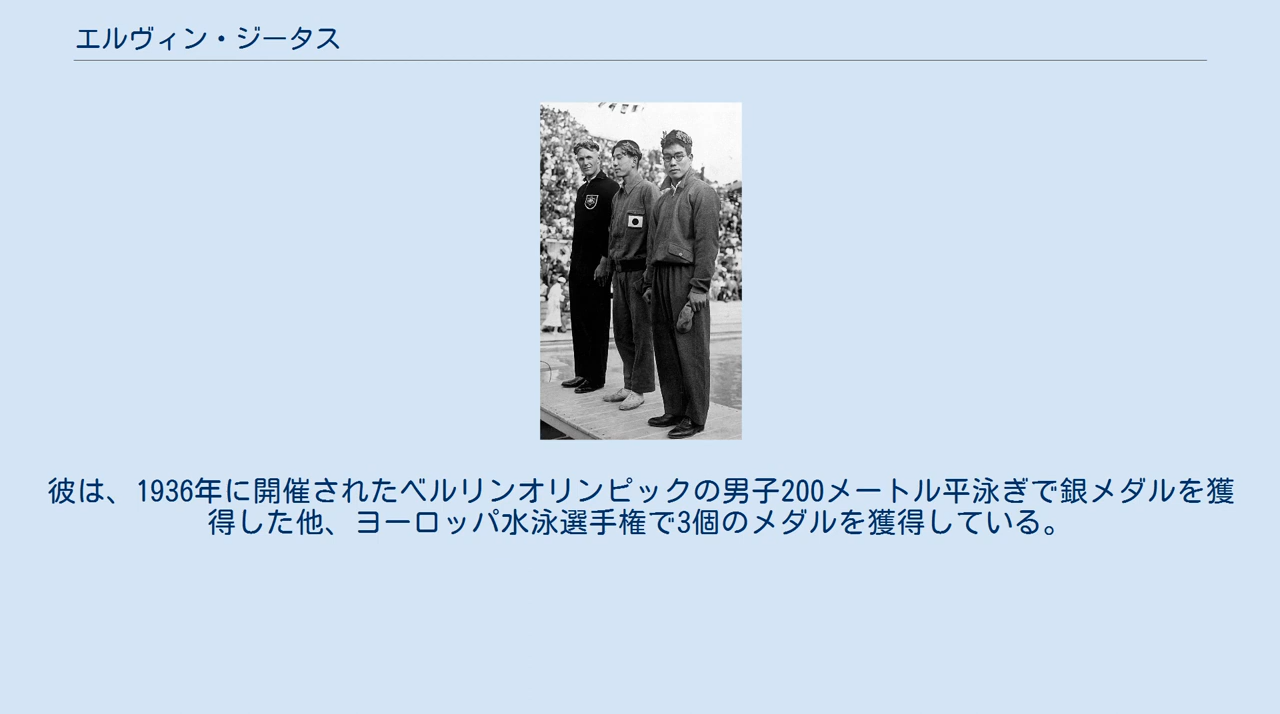 エルヴィン・ジータス
彼は、1936年に開催されたベルリンオリンピックの男子200メートル平泳ぎで銀メダルを獲
得した他、ヨーロッパ水泳選手権で3個のメダルを獲得している。